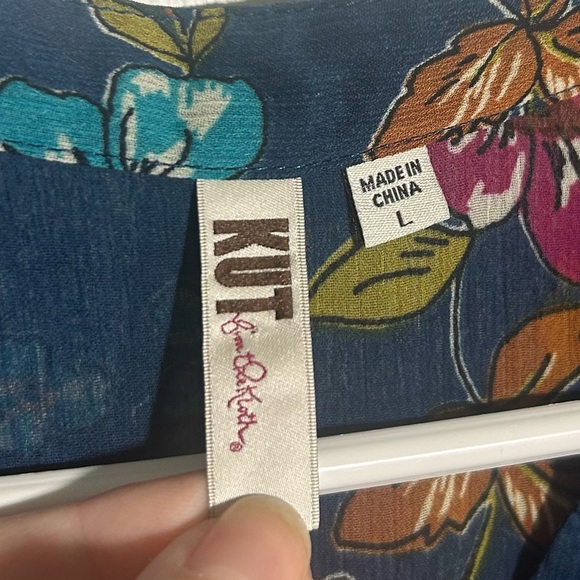 KUT
from the Kloth®
MADE IN
CHINA
L